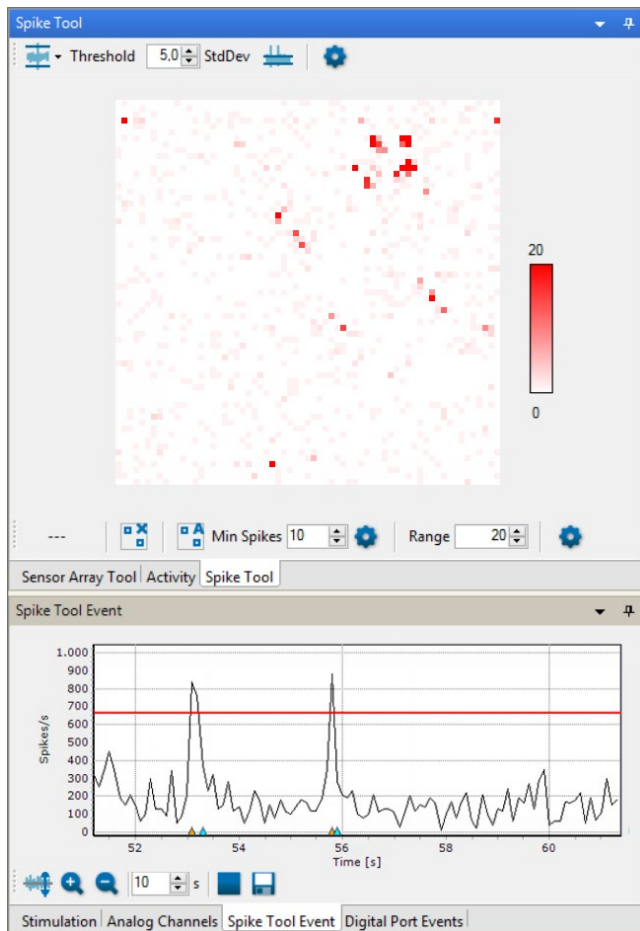 Spike Tool
Threshold 5,0 StdDev
20
0
--- Min Spikes 10 Range 20
Sensor Array Tool Activity Spike Tool
Spike Tool Event
1.000
900
800
700
600
500
400
300
200
100
0
Spikes/s
52 54 56 58 60
Time [s]
10 s
Stimulation Analog Channels Spike Tool Event Digital Port Events